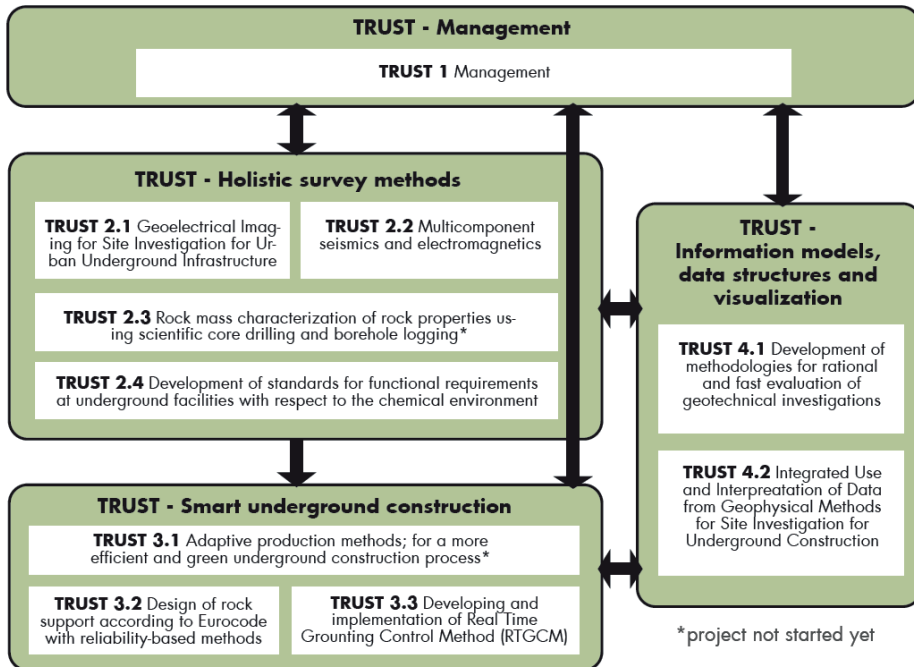 TRUST - Management
TRUST 1 Management
TRUST - Holistic survey methods
TRUST 2.1 Geoelectrical Imag-
ing for Site Investigation for Ur-
ban Underground Infrastructure
TRUST 2.2 Multicomponent
seismics and electromagnetics
TRUST 2.3 Rock mass characterization of rock properties us-
ing scientific core drilling and borehole logging*
TRUST 2.4 Development of standards for functional requirements
at underground facilities with respect to the chemical environment
TRUST - Smart underground construction
TRUST 3.1 Adaptive production methods; for a more
efficient and green underground construction process*
TRUST 3.2 Design of rock
support according to Eurocode
with reliability-based methods
TRUST 3.3 Developing and
implementation of Real Time
Grounting Control Method (RTGCM)
TRUST -
Information models,
data structures and
visualization
TRUST 4.1 Development of
methodologies for rational
and fast evaluation of
geotechnical investigations
TRUST 4.2 Integrated Use
and Interpreatation of Data
from Geophysical Methods
for Site Investigation for
Underground Construction
*project not started yet